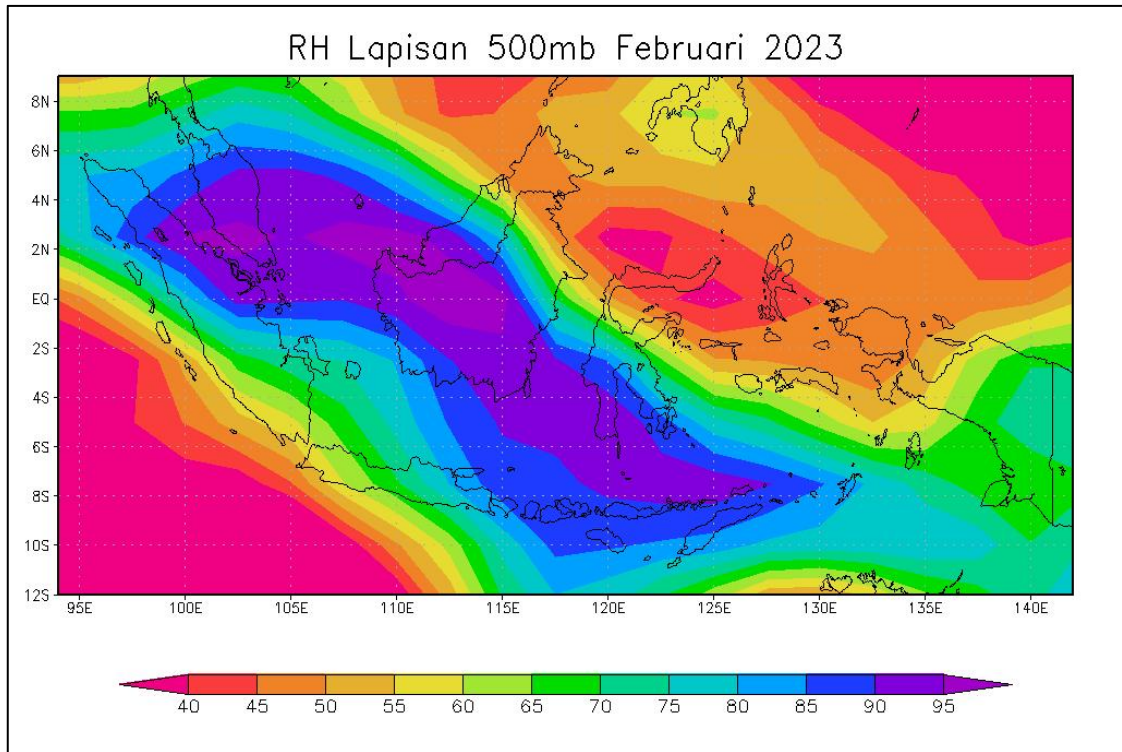 RH Lapisan 500mb Februari 2023
8N
6N
4N
2N
EQ
2S
4S
6S
8S
10S
12S
95E 100E 105E 110E 115E 120E 125E 130E 135E 140E
40 45 50 55 60 65 70 75 80 85 90 95